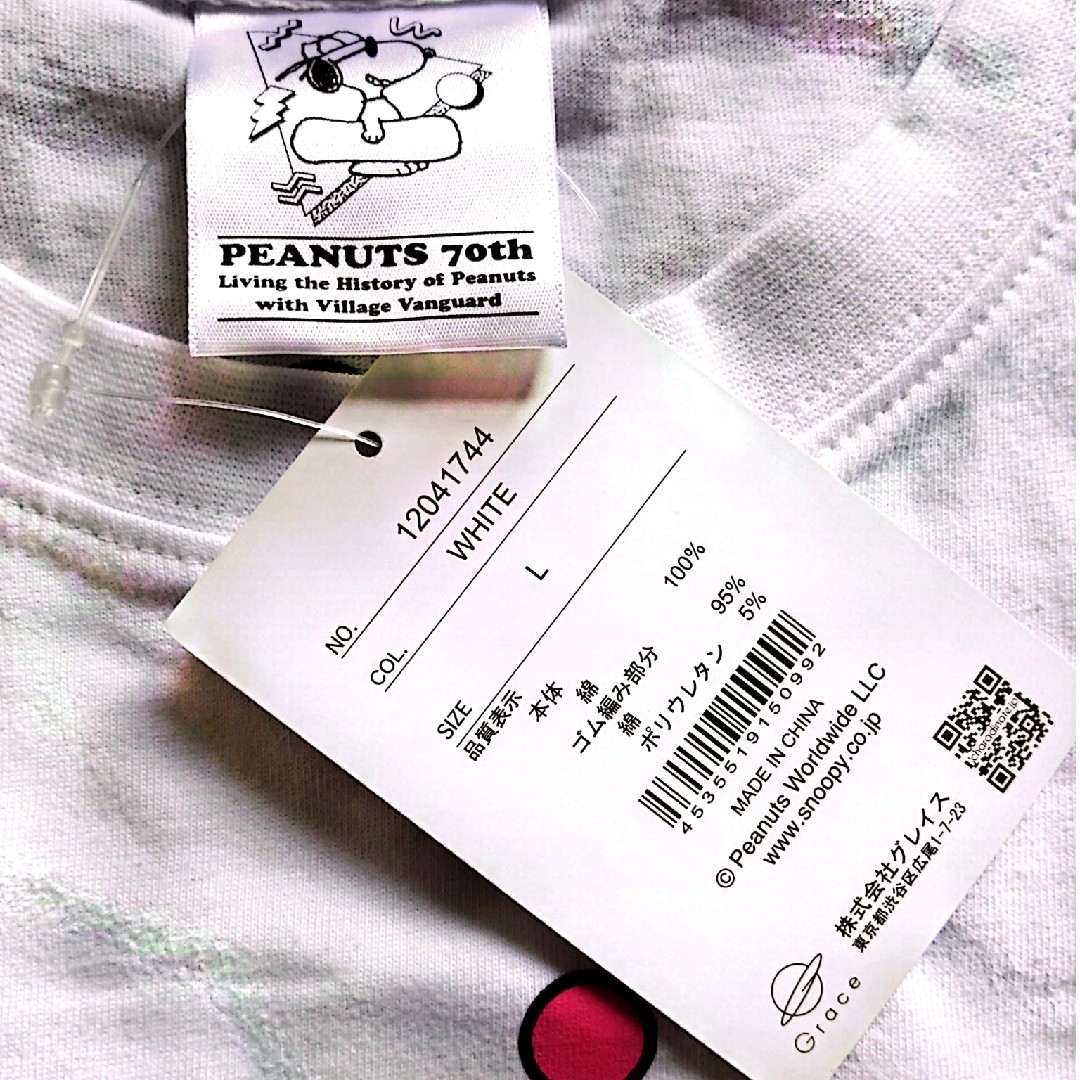 PEANUTS 70th
Living the History of Peanuts
with Village Vanguard
NO. 12041744
COL. WHITE
SIZE L
品質表示
本体
綿 100%
ゴム編み部分
綿 95%
ポリウレタン 5%
4535519150992
MADE IN CHINA
© Peanuts Worldwide LLC
www.snoopy.co.jp
charadinate.jp
株式会社グレイス
東京都渋谷区広尾1-7-23
Grace